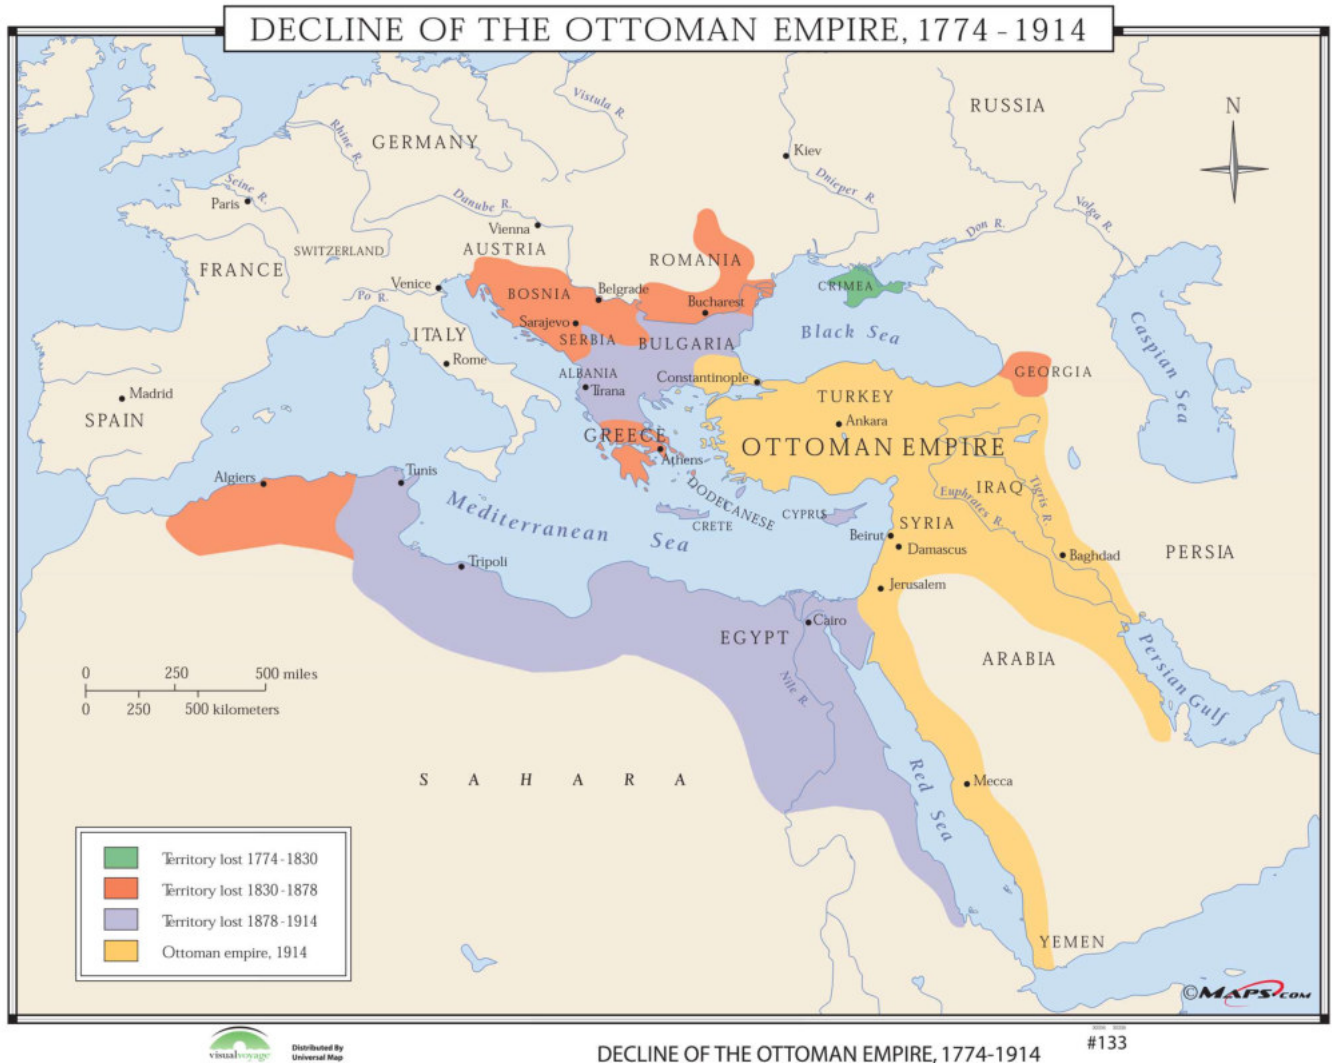 DECLINE OF THE OTTOMAN EMPIRE, 1774 - 1914
RUSSIA
N
Vistula R.
GERMANY
Rhine R.
Kiev
Dnieper R.
Seine R.
Paris
Danube R.
Volga R.
Don R.
Vienna
AUSTRIA
SWITZERLAND
FRANCE
ROMANIA
Venice
Po R.
BOSNIA
Belgrade
Bucharest
CRIMEA
Sarajevo
SERBIA
BULGARIA
Black Sea
Caspian Sea
ITALY
Rome
ALBANIA
Tirana
Constantinople
GEORGIA
Madrid
SPAIN
TURKEY
Ankara
GREECE
Athens
OTTOMAN EMPIRE
Algiers
Tunis
DODECANESE
IRAQ
Tigris R.
Euphrates R.
Mediterranean Sea
CRETE
CYPRUS
SYRIA
Beirut
Damascus
Baghdad
PERSIA
Tripoli
Jerusalem
EGYPT
Cairo
Nile R.
ARABIA
Persian Gulf
0 250 500 miles
0 250 500 kilometers
SAHARA
Red Sea
Mecca
YEMEN
Territory lost 1774-1830
Territory lost 1830-1878
Territory lost 1878-1914
Ottoman empire, 1914
©MAPS.COM
visualvoyage
Distributed By
Universal Map
DECLINE OF THE OTTOMAN EMPIRE, 1774-1914
#133